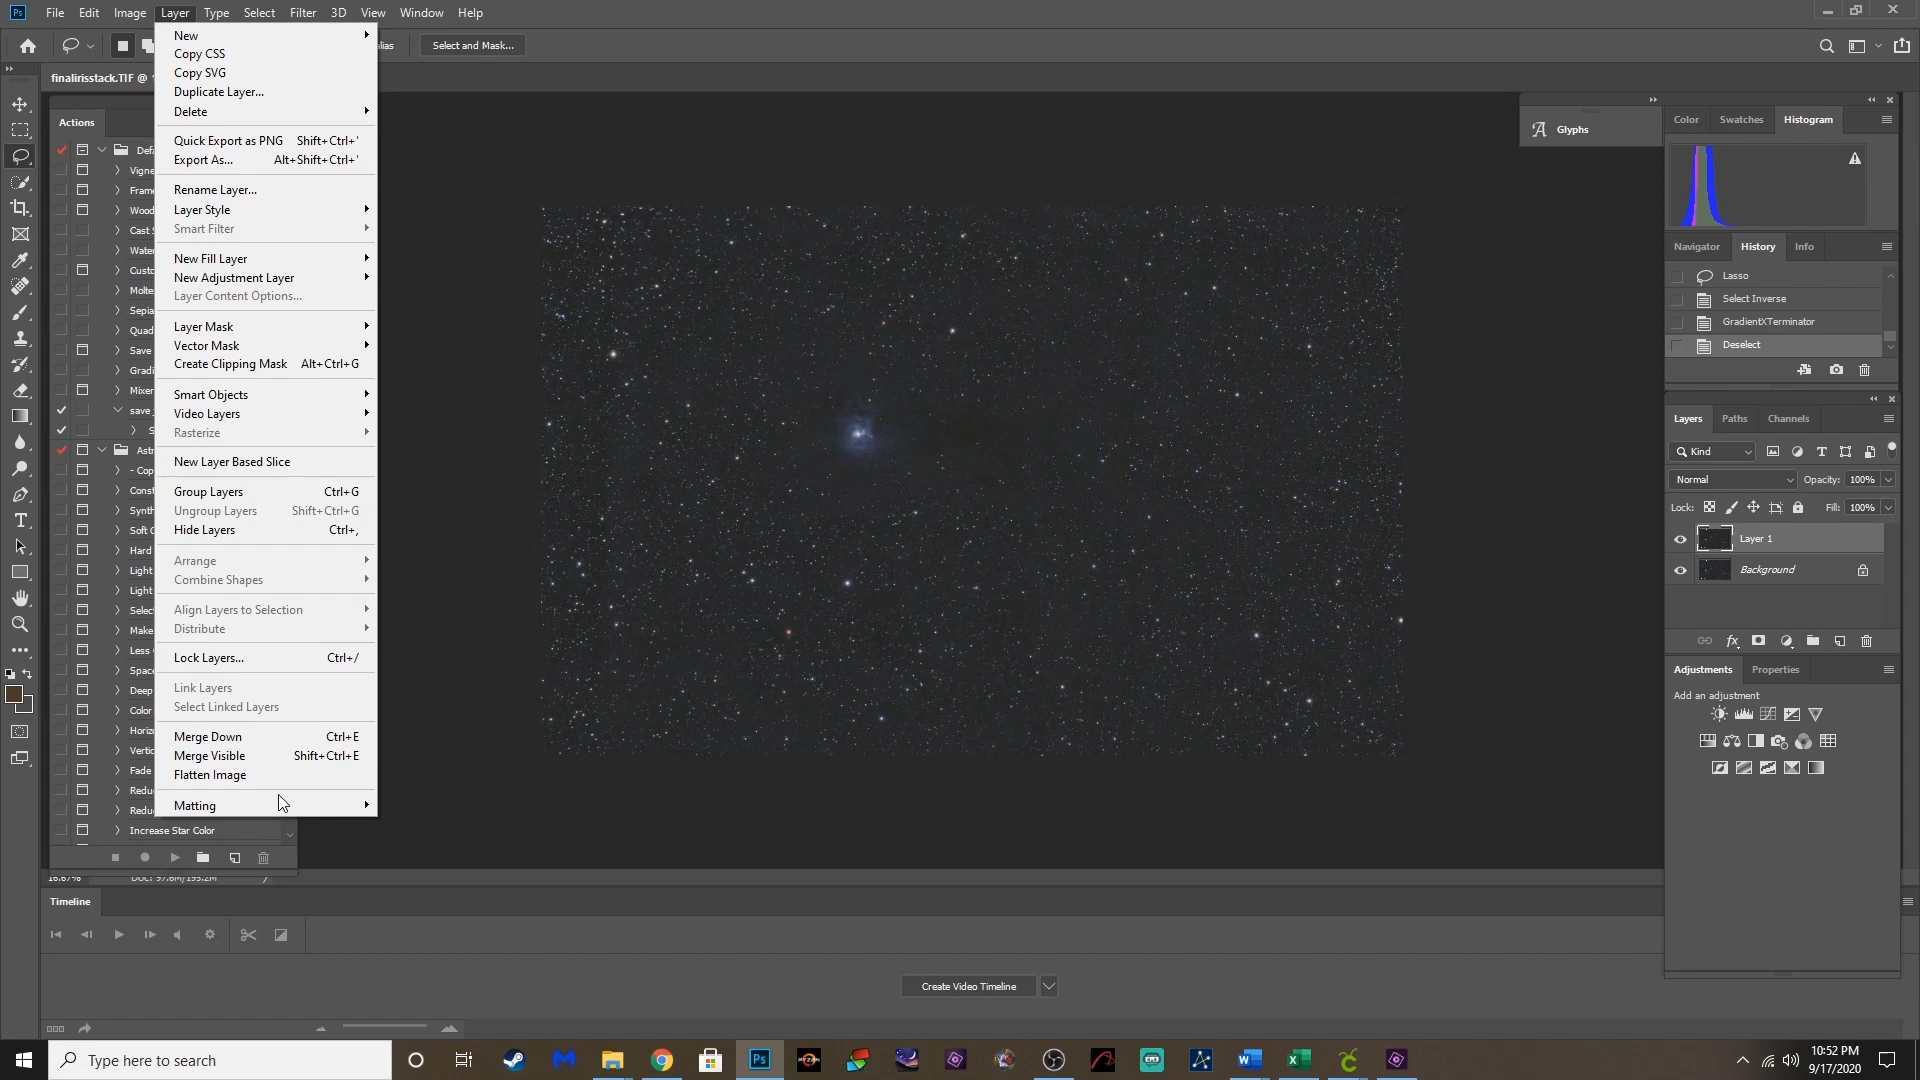 Ps File Edit Image Layer Type Select Filter 3D View Window Help
Select and Mask...
finalirisstack.TIF @
Actions
New
Copy CSS
Copy SVG
Duplicate Layer...
Delete
Quick Export as PNG Shift+Ctrl+'
Export As... Alt+Shift+Ctrl+'
Rename Layer...
Layer Style
Smart Filter
New Fill Layer
New Adjustment Layer
Layer Content Options...
Layer Mask
Vector Mask
Create Clipping Mask Alt+Ctrl+G
Smart Objects
Video Layers
Rasterize
New Layer Based Slice
Group Layers Ctrl+G
Ungroup Layers Shift+Ctrl+G
Hide Layers Ctrl+,
Arrange
Combine Shapes
Align Layers to Selection
Distribute
Lock Layers... Ctrl+/
Link Layers
Select Linked Layers
Merge Down Ctrl+E
Merge Visible Shift+Ctrl+E
Flatten Image
Matting
Increase Star Color
Glyphs
Color Swatches Histogram
Navigator History Info
Lasso
Select Inverse
GradientXTerminator
Deselect
Layers Paths Channels
Kind
Normal Opacity: 100%
Lock: Fill: 100%
Layer 1
Background
Adjustments Properties
Add an adjustment
Timeline
Create Video Timeline
Type here to search
10:52 PM
9/17/2020